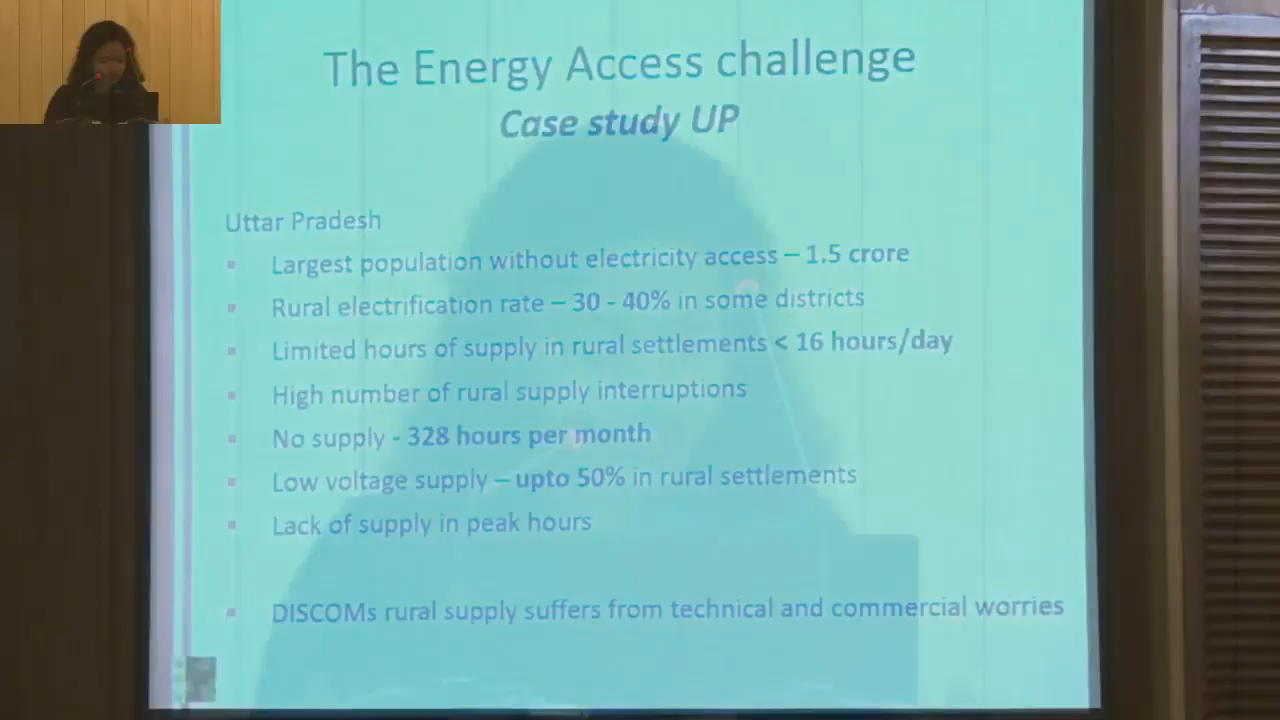 The Energy Access challenge
Case study UP
Uttar Pradesh
▪ Largest population without electricity access – 1.5 crore
▪ Rural electrification rate – 30 - 40% in some districts
▪ Limited hours of supply in rural settlements < 16 hours/day
▪ High number of rural supply interruptions
▪ No supply - 328 hours per month
▪ Low voltage supply – upto 50% in rural settlements
▪ Lack of supply in peak hours
▪ DISCOMs rural supply suffers from technical and commercial worries